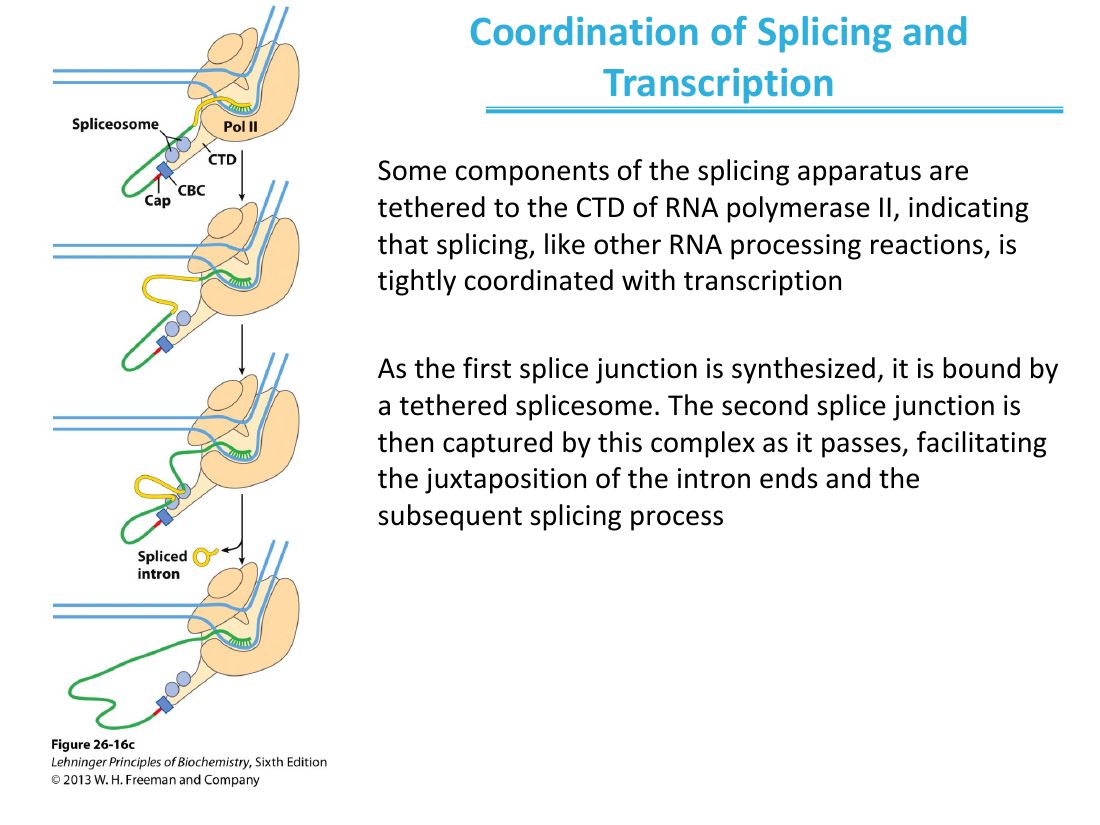 Coordination of Splicing and
Transcription
Spliceosome
Pol II
CTD
CBC
Cap
Some components of the splicing apparatus are
tethered to the CTD of RNA polymerase II, indicating
that splicing, like other RNA processing reactions, is
tightly coordinated with transcription
As the first splice junction is synthesized, it is bound by
a tethered splicesome. The second splice junction is
then captured by this complex as it passes, facilitating
the juxtaposition of the intron ends and the
subsequent splicing process
Spliced
intron
Figure 26-16c
Lehninger Principles of Biochemistry, Sixth Edition
© 2013 W. H. Freeman and Company